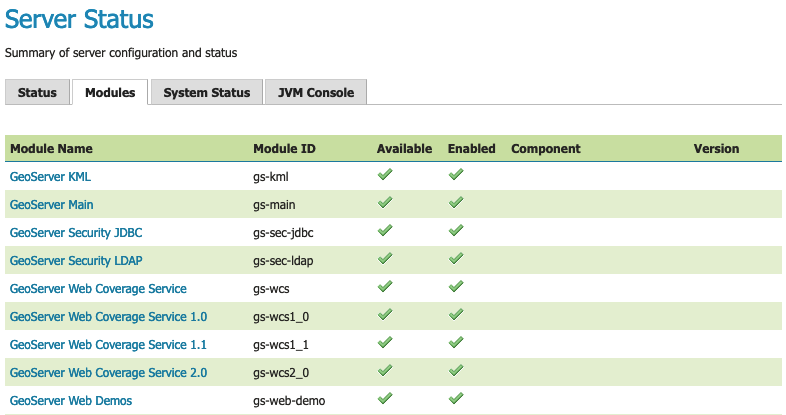 Server Status
Summary of server configuration and status
Status Modules System Status JVM Console
Module Name Module ID Available Enabled Component Version
GeoServer KML gs-kml
GeoServer Main gs-main
GeoServer Security JDBC gs-sec-jdbc
GeoServer Security LDAP gs-sec-ldap
GeoServer Web Coverage Service gs-wcs
GeoServer Web Coverage Service 1.0 gs-wcs1_0
GeoServer Web Coverage Service 1.1 gs-wcs1_1
GeoServer Web Coverage Service 2.0 gs-wcs2_0
GeoServer Web Demos gs-web-demo